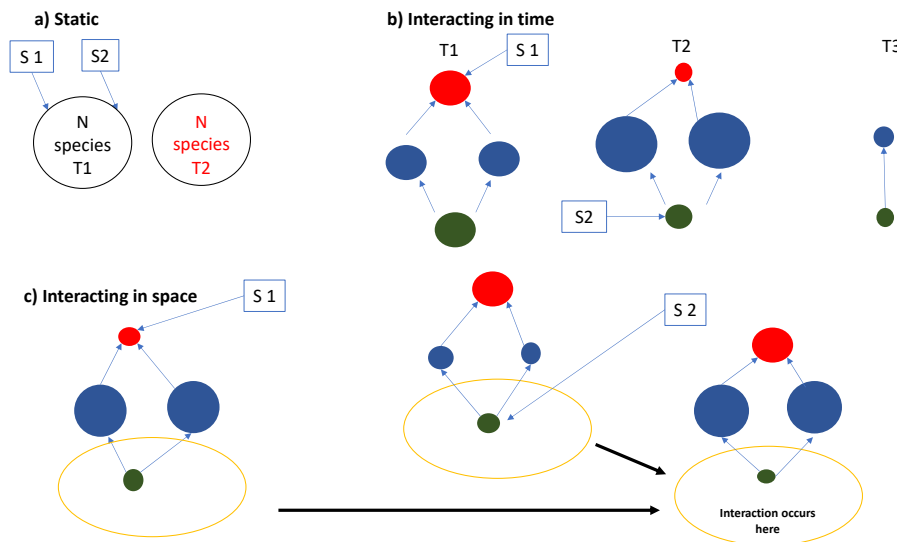 a) Static
b) Interacting in time
S 1
S2
N
species
T1
N
species
T2
T1
S 1
T2
T3
S2
c) Interacting in space
S 1
S 2
Interaction occurs
here